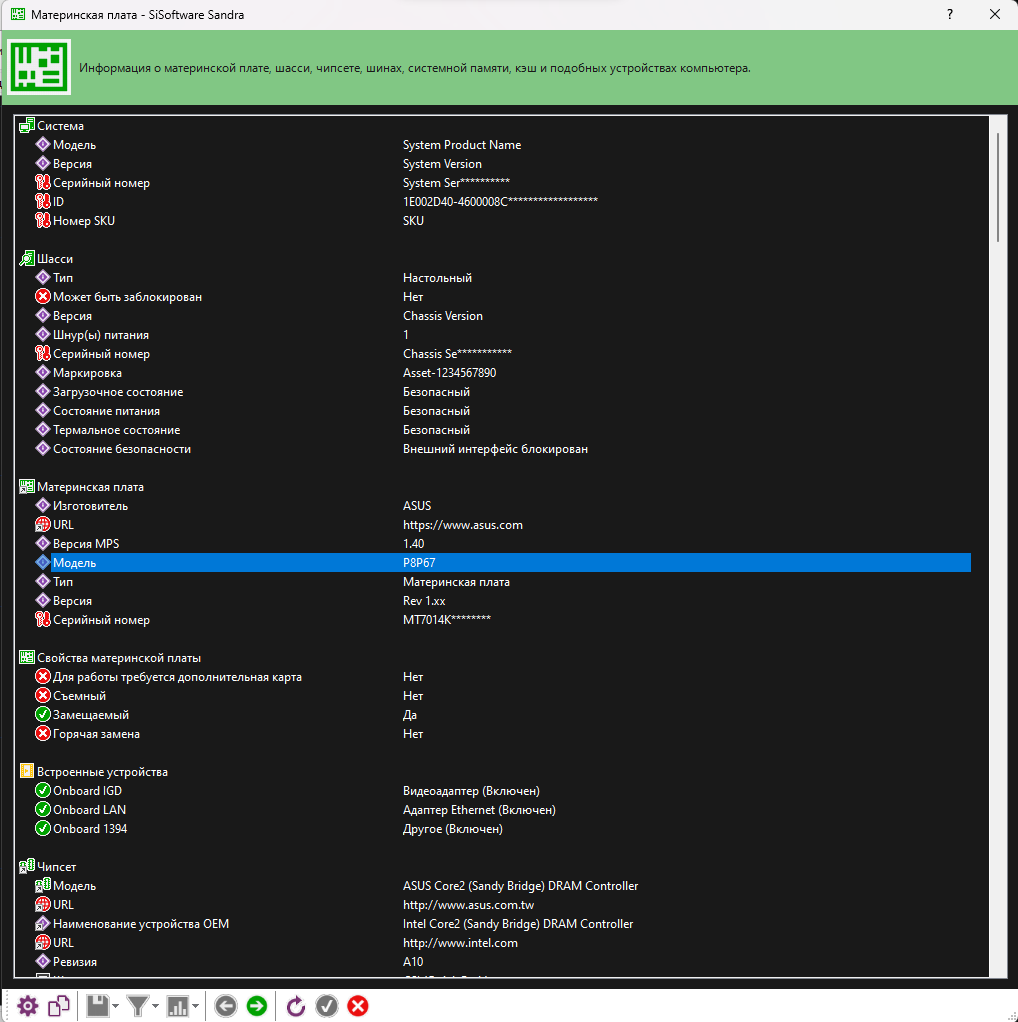 Материнская плата - SiSoftware Sandra
Информация о материнской плате, шасси, чипсете, шинах, системной памяти, кэш и подобных устройствах компьютера.
Система
Модель System Product Name
Версия System Version
Серийный номер System Ser**********
ID 1E002D40-4600008C******************
Номер SKU SKU
Шасси
Тип Настольный
Может быть заблокирован Нет
Версия Chassis Version
Шнур(ы) питания 1
Серийный номер Chassis Se***********
Маркировка Asset-1234567890
Загрузочное состояние Безопасный
Состояние питания Безопасный
Термальное состояние Безопасный
Состояние безопасности Внешний интерфейс блокирован
Материнская плата
Изготовитель ASUS
URL https://www.asus.com
Версия MPS 1.40
Модель P8P67
Тип Материнская плата
Версия Rev 1.xx
Серийный номер MT7014K********
Свойства материнской платы
Для работы требуется дополнительная карта Нет
Съемный Нет
Замещаемый Да
Горячая замена Нет
Встроенные устройства
Onboard IGD Видеоадаптер (Включен)
Onboard LAN Адаптер Ethernet (Включен)
Onboard 1394 Другое (Включен)
Чипсет
Модель ASUS Core2 (Sandy Bridge) DRAM Controller
URL http://www.asus.com.tw
Наименование устройства OEM Intel Core2 (Sandy Bridge) DRAM Controller
URL http://www.intel.com
Ревизия A10